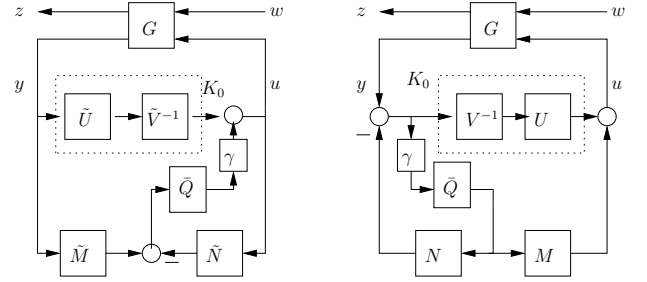 z G w
y u
K₀
Ũ Ṽ⁻¹
γ
Q̄
M̃ − Ñ
z G w
y K₀ u
− V⁻¹ U
γ Q̄
N M